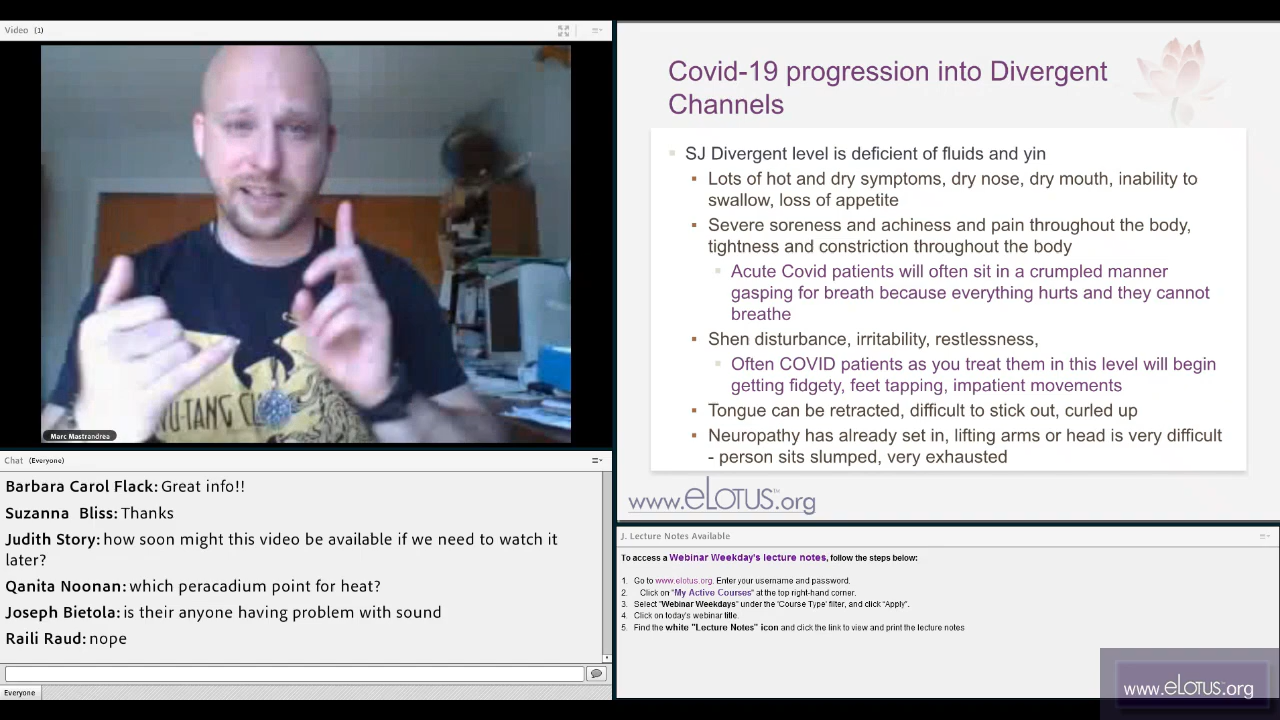 Video (1)
Marc Mastrandrea
WU-TANG CL
Chat (Everyone)
Barbara Carol Flack: Great info!!
Suzanna Bliss: Thanks
Judith Story: how soon might this video be available if we need to watch it
later?
Qanita Noonan: which peracadium point for heat?
Joseph Bietola: is their anyone having problem with sound
Raili Raud: nope
Everyone
Covid-19 progression into Divergent
Channels
SJ Divergent level is deficient of fluids and yin
Lots of hot and dry symptoms, dry nose, dry mouth, inability to
swallow, loss of appetite
Severe soreness and achiness and pain throughout the body,
tightness and constriction throughout the body
Acute Covid patients will often sit in a crumpled manner
gasping for breath because everything hurts and they cannot
breathe
Shen disturbance, irritability, restlessness,
Often COVID patients as you treat them in this level will begin
getting fidgety, feet tapping, impatient movements
Tongue can be retracted, difficult to stick out, curled up
Neuropathy has already set in, lifting arms or head is very difficult
- person sits slumped, very exhausted
www.eLOTUS.org
J. Lecture Notes Available
To access a Webinar Weekday's lecture notes, follow the steps below:
1. Go to www.elotus.org. Enter your username and password.
2. Click on "My Active Courses" at the top right-hand corner.
3. Select "Webinar Weekdays" under the 'Course Type' filter, and click "Apply".
4. Click on today's webinar title.
5. Find the white "Lecture Notes" icon and click the link to view and print the lecture notes
www.eLOTUS.org